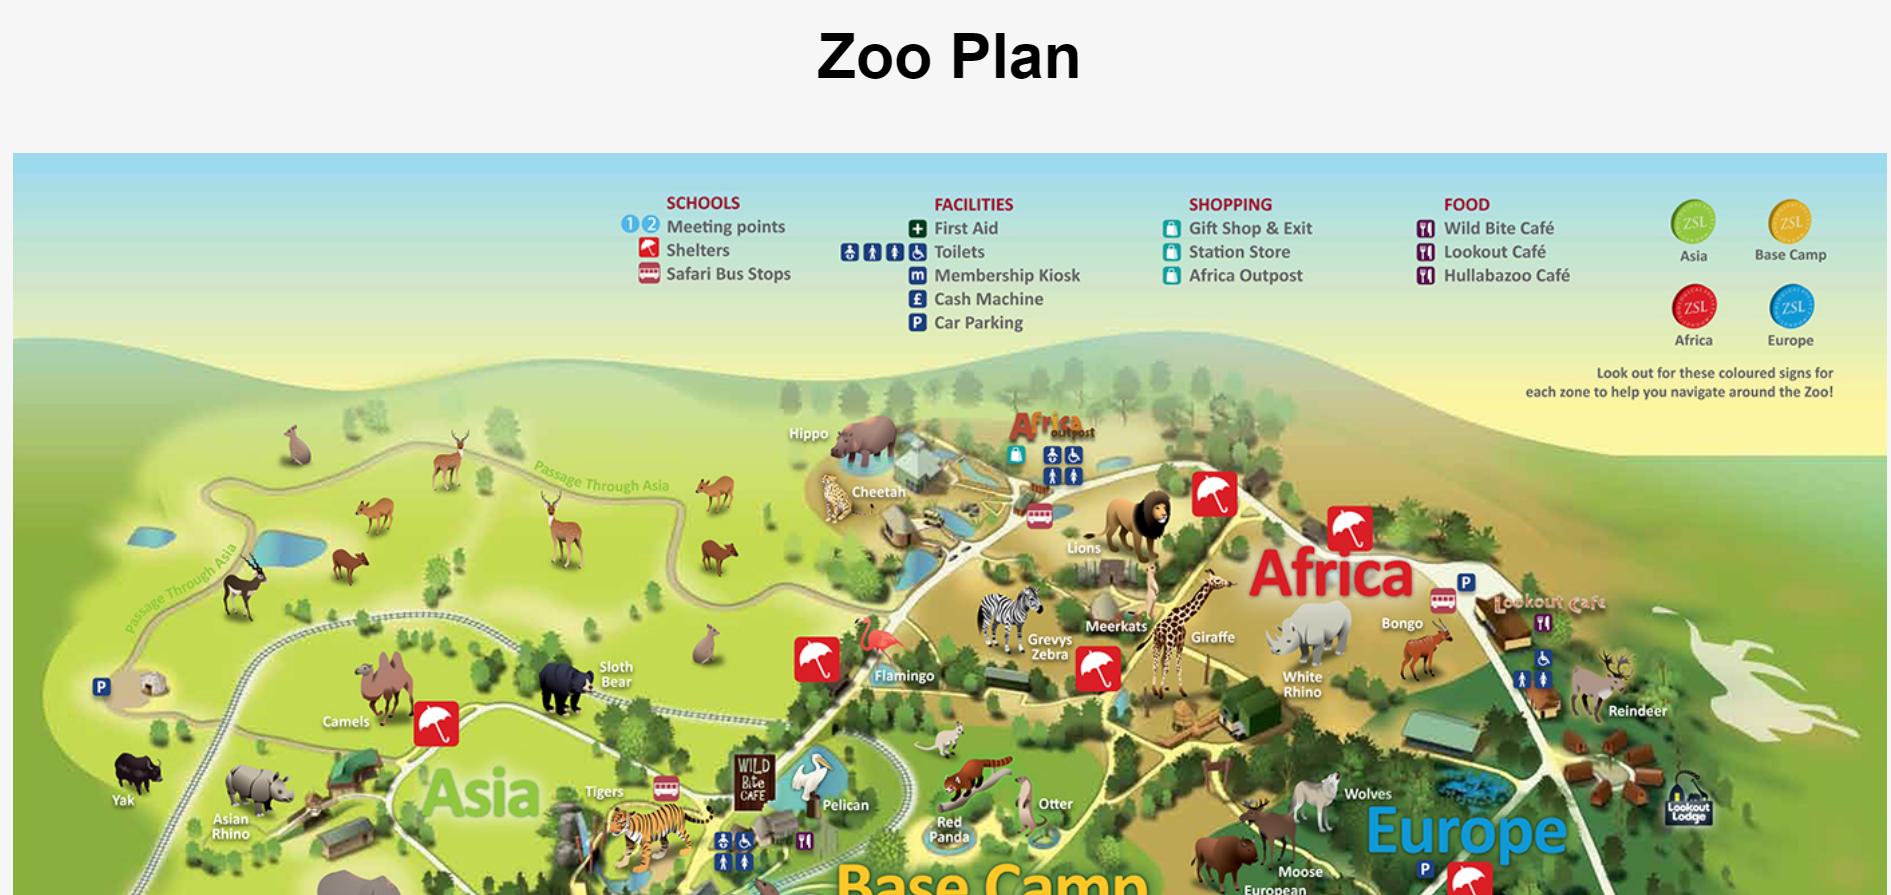 Zoo Plan
SCHOOLS
1 2 Meeting points
Shelters
Safari Bus Stops
FACILITIES
First Aid
Toilets
m Membership Kiosk
£ Cash Machine
P Car Parking
SHOPPING
Gift Shop & Exit
Station Store
Africa Outpost
FOOD
Wild Bite Café
Lookout Café
Hullabazoo Café
ZSL
Asia
ZSL
Base Camp
ZSL
Africa
ZSL
Europe
Look out for these coloured signs for
each zone to help you navigate around the Zoo!
Hippo
Africa
outpost
Passage Through Asia
Cheetah
Lions
Passage Through Asia
Africa
P
Lookout Cafe
Meerkats
Grevys
Zebra
Giraffe
Bongo
Flamingo
White
Rhino
Sloth
Bear
P
Camels
Reindeer
Yak
Asian
Rhino
Asia
Tigers
WILD
Bite
CAFE
Pelican
Red
Panda
Otter
Wolves
Europe
Lookout
Lodge
Base Camp
Moose
P
European